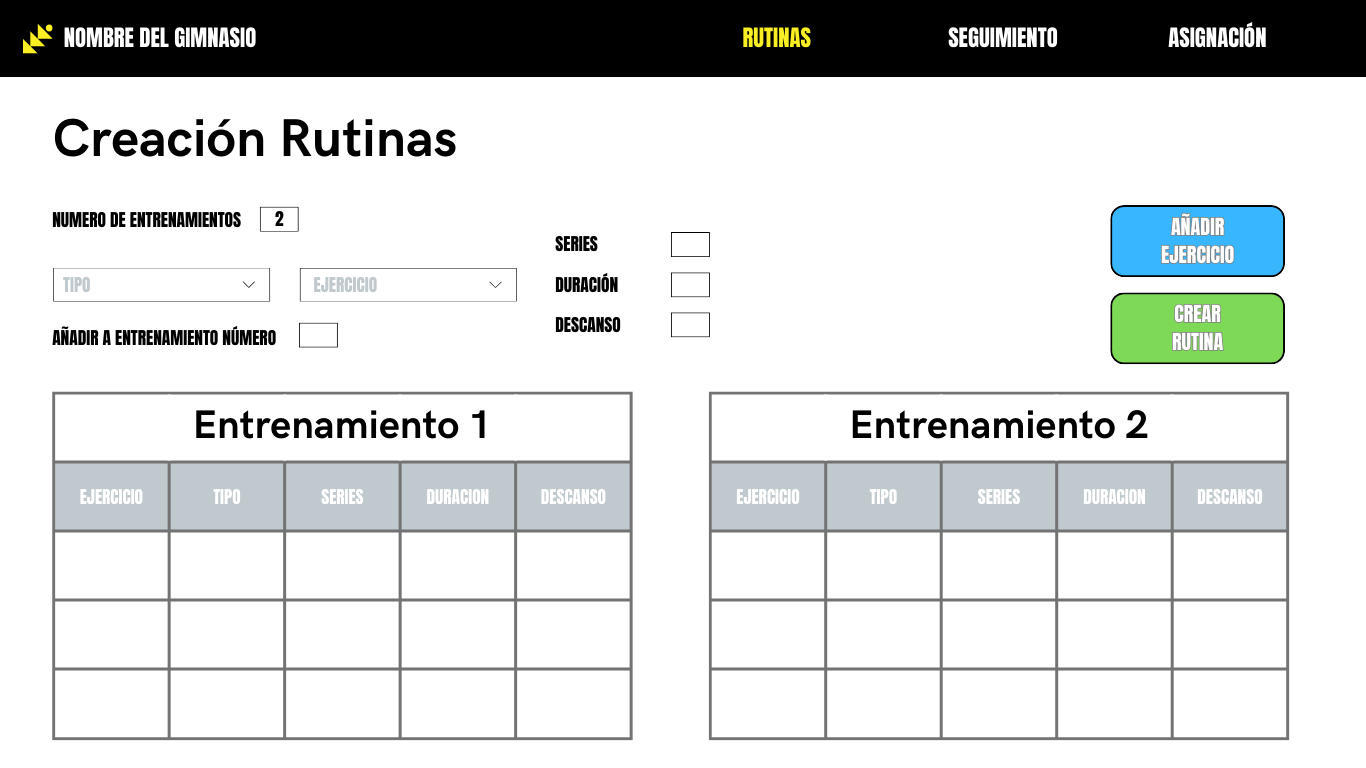 NOMBRE DEL GIMNASIO
RUTINAS
SEGUIMIENTO
ASIGNACIÓN
Creación Rutinas
NUMERO DE ENTRENAMIENTOS 2
TIPO
EJERCICIO
AÑADIR A ENTRENAMIENTO NÚMERO
SERIES
DURACIÓN
DESCANSO
AÑADIR
EJERCICIO
CREAR
RUTINA
Entrenamiento 1
EJERCICIO TIPO SERIES DURACION DESCANSO
Entrenamiento 2
EJERCICIO TIPO SERIES DURACION DESCANSO